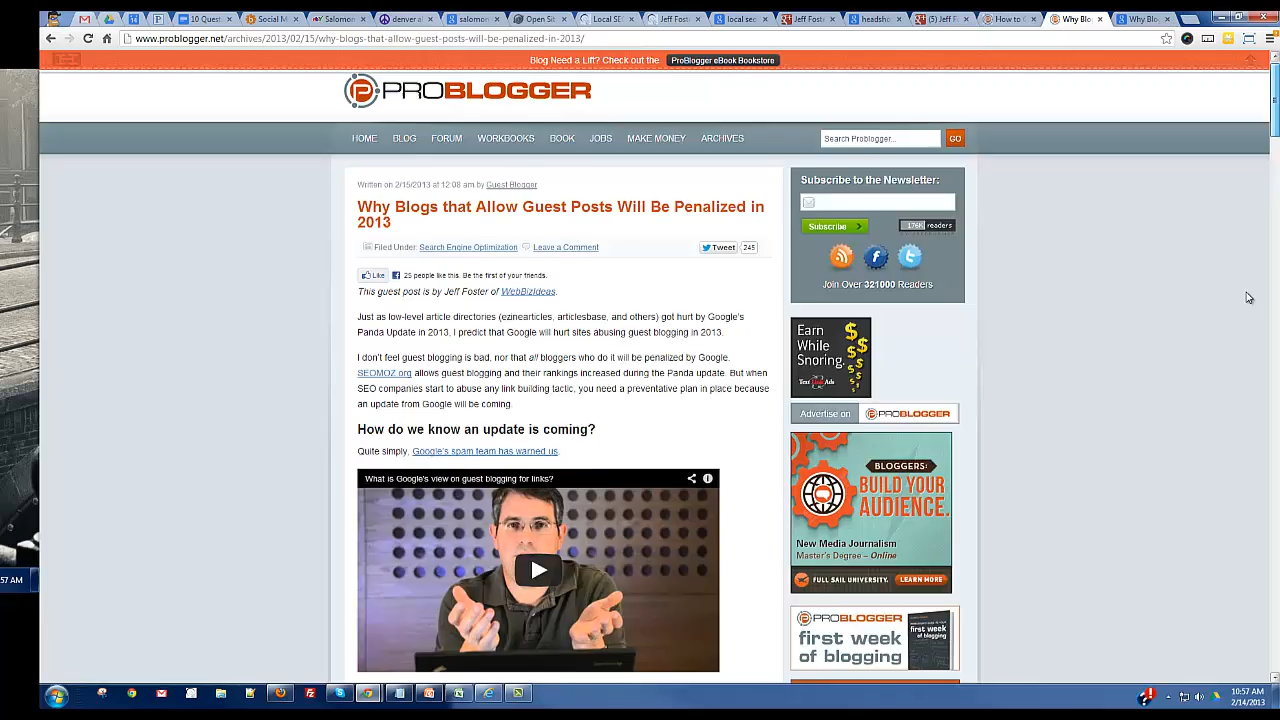 10 Quest
Social M
Salomon
denver al
salomon
Open Sit
Local SE
Jeff Foste
local seo
Jeff Fost
headsho
(5) Jeff F
How to G
Why Blo
Why Blo
www.problogger.net/archives/2013/02/15/why-blogs-that-allow-guest-posts-will-be-penalized-in-2013/
Blog Need a Lift? Check out the ProBlogger eBook Bookstore
PROBLOGGER
HOME BLOG FORUM WORKBOOKS BOOK JOBS MAKE MONEY ARCHIVES
Search Problogger... GO
Written on 2/15/2013 at 12:08 am by Guest Blogger
Why Blogs that Allow Guest Posts Will Be Penalized in
2013
Filed Under: Search Engine Optimization Leave a Comment
Tweet 245
Like 25 people like this. Be the first of your friends.
This guest post is by Jeff Foster of WebBizIdeas.
Just as low-level article directories (ezinearticles, articlesbase, and others) got hurt by Google's
Panda Update in 2013, I predict that Google will hurt sites abusing guest blogging in 2013.
I don't feel guest blogging is bad, nor that all bloggers who do it will be penalized by Google.
SEOMOZ.org allows guest blogging and their rankings increased during the Panda update. But when
SEO companies start to abuse any link building tactic, you need a preventative plan in place because
an update from Google will be coming.
How do we know an update is coming?
Quite simply, Google's spam team has warned us.
What is Google's view on guest blogging for links?
Subscribe to the Newsletter:
Subscribe
176K readers
Join Over 321000 Readers
Earn
While
Snoring.
Text Link Ads
Advertise on PROBLOGGER
BLOGGERS:
BUILD YOUR
AUDIENCE.
New Media Journalism
Master's Degree – Online
FULL SAIL UNIVERSITY. LEARN MORE
PROBLOGGER
first week
of blogging
first week
of blogging
57 AM
10:57 AM
2/14/2013